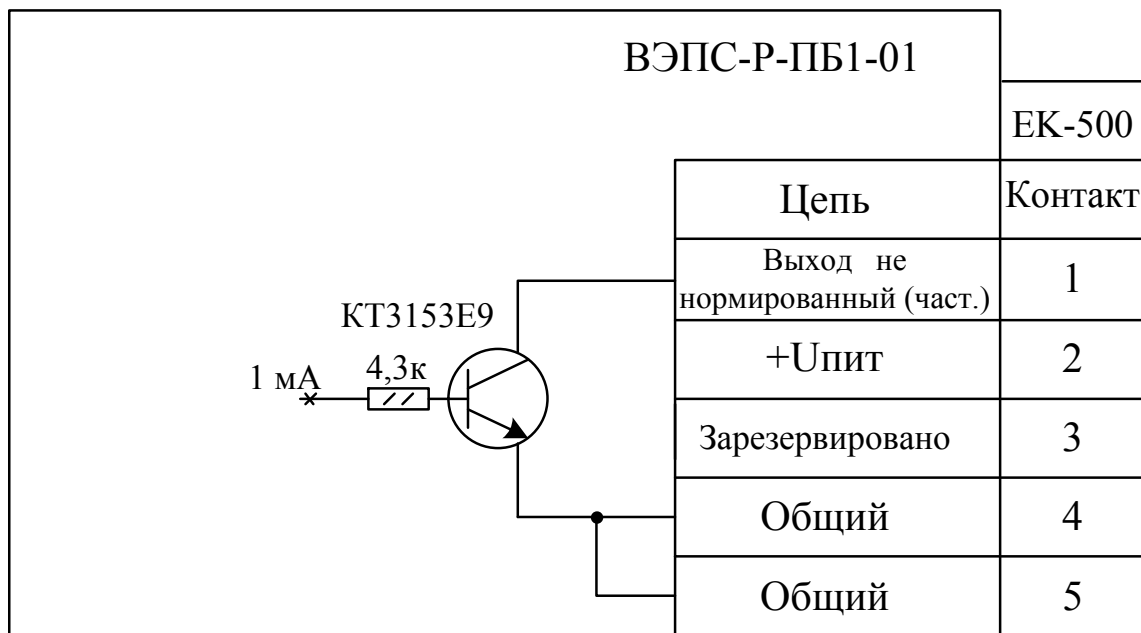 ВЭПС-Р-ПБ1-01
ЕК-500
Цепь
Контакт
Выход не
нормированный (част.)
1
КТ3153Е9
+Uпит
2
1 мА
4,3к
Зарезервировано
3
Общий
4
Общий
5